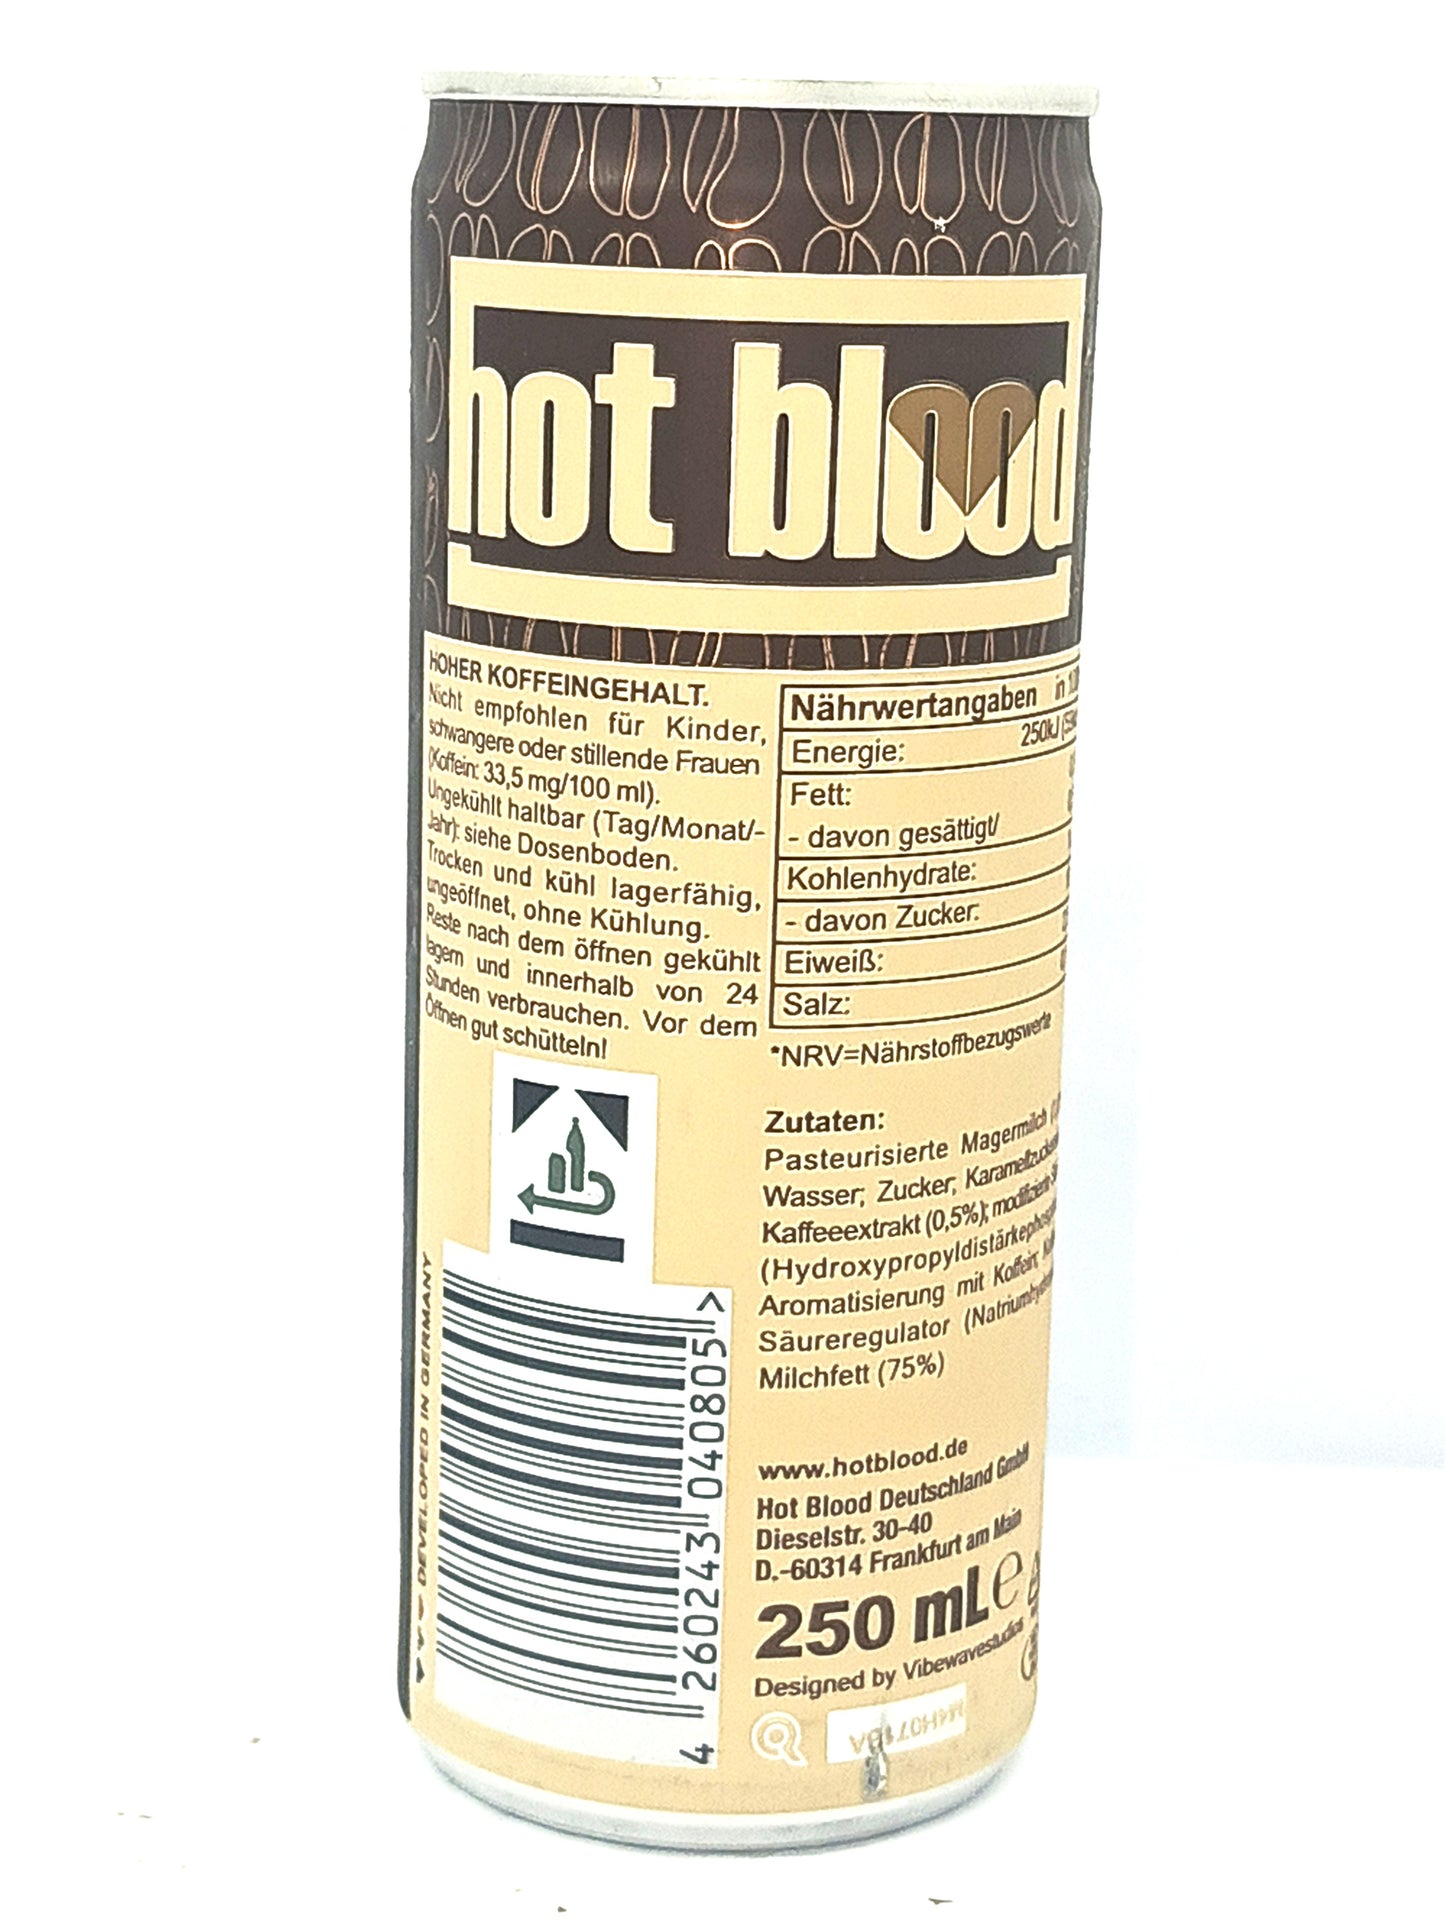 hot blood
HOHER KOFFEINGEHALT.
Nicht empfohlen für Kinder,
schwangere oder stillende Frauen
(Koffein: 33,5 mg/100 ml).
Ungekühlt haltbar (Tag/Monat/-
Jahr): siehe Dosenboden.
Trocken und kühl lagerfähig,
ungeöffnet, ohne Kühlung.
Reste nach dem öffnen gekühlt
lagern und innerhalb von 24
Stunden verbrauchen. Vor dem
Öffnen gut schütteln!
Nährwertangaben in
Energie: 250kJ
Fett:
- davon gesättigt/
Kohlenhydrate:
- davon Zucker:
Eiweiß:
Salz:
*NRV=Nährstoffbezugswerte
Zutaten:
Pasteurisierte Magermilch
Wasser; Zucker, Karamellzucker
Kaffeeextrakt (0,5%);
(Hydroxypropyldistärkephosphat
Aromatisierung mit Koffein,
Säureregulator
Milchfett (75%)
www.hotblood.de
Hot Blood Deutschland GmbH
Dieselstr. 30-40
D.-60314 Frankfurt am Main
250 mL e
Designed by Vibewavestudios
DEVELOPED IN GERMANY
4 260243 040805 >